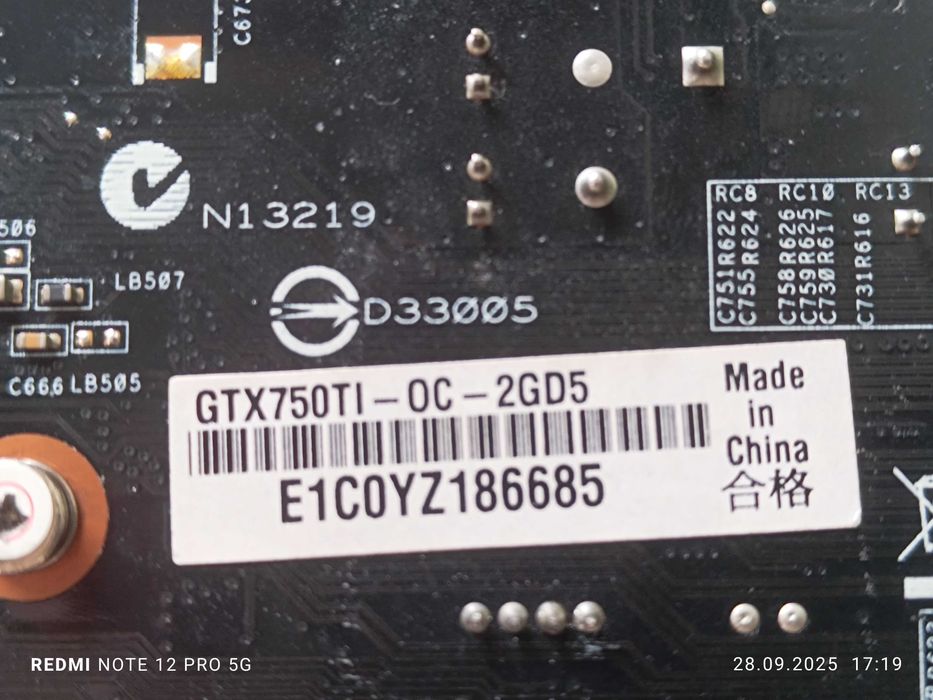 C673
N13219
506
LB507
D33005
C666 LB505
RC8 RC10 RC13
C751R622
C755R624
C758R626
C759R625
C730R617
C731R616
GTX750TI-OC-2GD5
E1C0YZ186685
Made
in
China
合格
REDMI NOTE 12 PRO 5G
28.09.2025 17:19